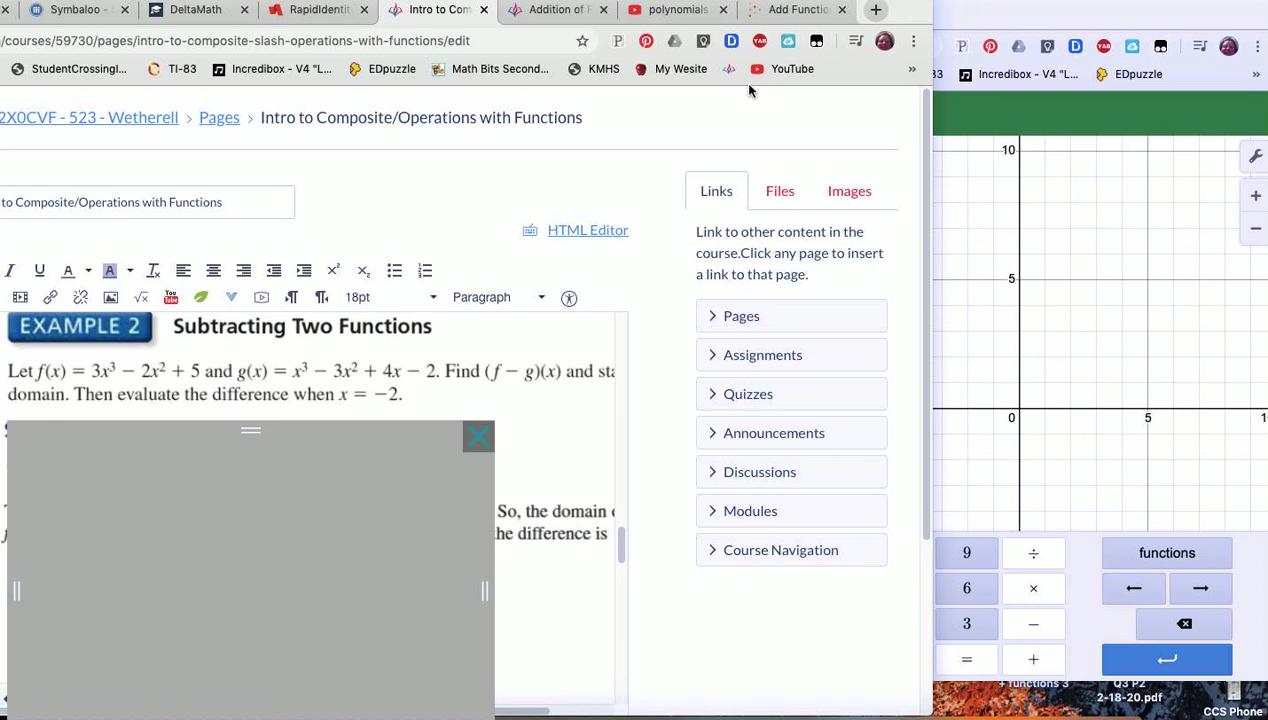 Symbaloo
DeltaMath
RapidIdentit
Intro to Com
Addition of F
polynomials
Add Functio
/courses/59730/pages/intro-to-composite-slash-operations-with-functions/edit
StudentCrossingI...
TI-83
Incredibox - V4 "L...
EDpuzzle
Math Bits Second...
KMHS
My Wesite
YouTube
»
33
Incredibox - V4 "L...
EDpuzzle
»
2X0CVF - 523 - Wetherell > Pages > Intro to Composite/Operations with Functions
to Composite/Operations with Functions
HTML Editor
18pt
Paragraph
EXAMPLE 2 Subtracting Two Functions
Let f(x) = 3x³ − 2x² + 5 and g(x) = x³ − 3x² + 4x − 2. Find (f − g)(x) and sta
domain. Then evaluate the difference when x = −2.
So, the domain
he difference is
Links
Files
Images
Link to other content in the
course.Click any page to insert
a link to that page.
Pages
Assignments
Quizzes
Announcements
Discussions
Modules
Course Navigation
10
5
0
5
1
9
÷
functions
6
×
3
−
=
+
+ functions 3
Q3 P2
2-18-20.pdf
CCS Phone